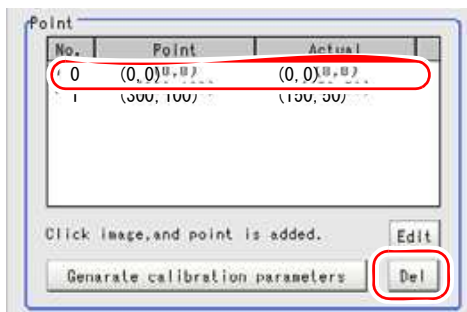 Point
No. Point Actual
0 (0, 0) (0, 0)
1 (300, 100) (150, 50)
Click image,and point is added. Edit
Genarate calibration parameters Del